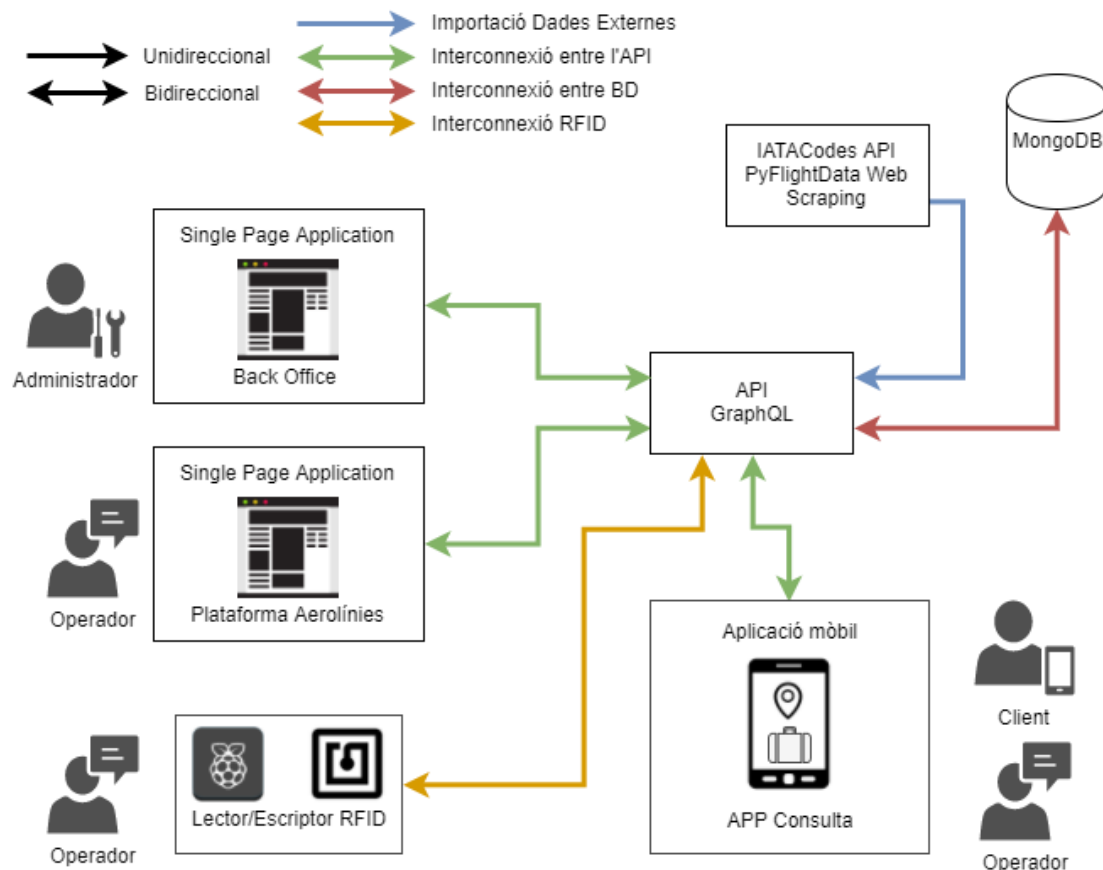 Importació Dades Externes
Unidireccional
Interconnexió entre l'API
Bidireccional
Interconnexió entre BD
Interconnexió RFID
MongoDB
IATACodes API
PyFlightData Web
Scraping
Single Page Application
Back Office
Administrador
API
GraphQL
Single Page Application
Plataforma Aerolínies
Operador
Aplicació mòbil
APP Consulta
Client
Operador
Lector/Escriptor RFID
Operador